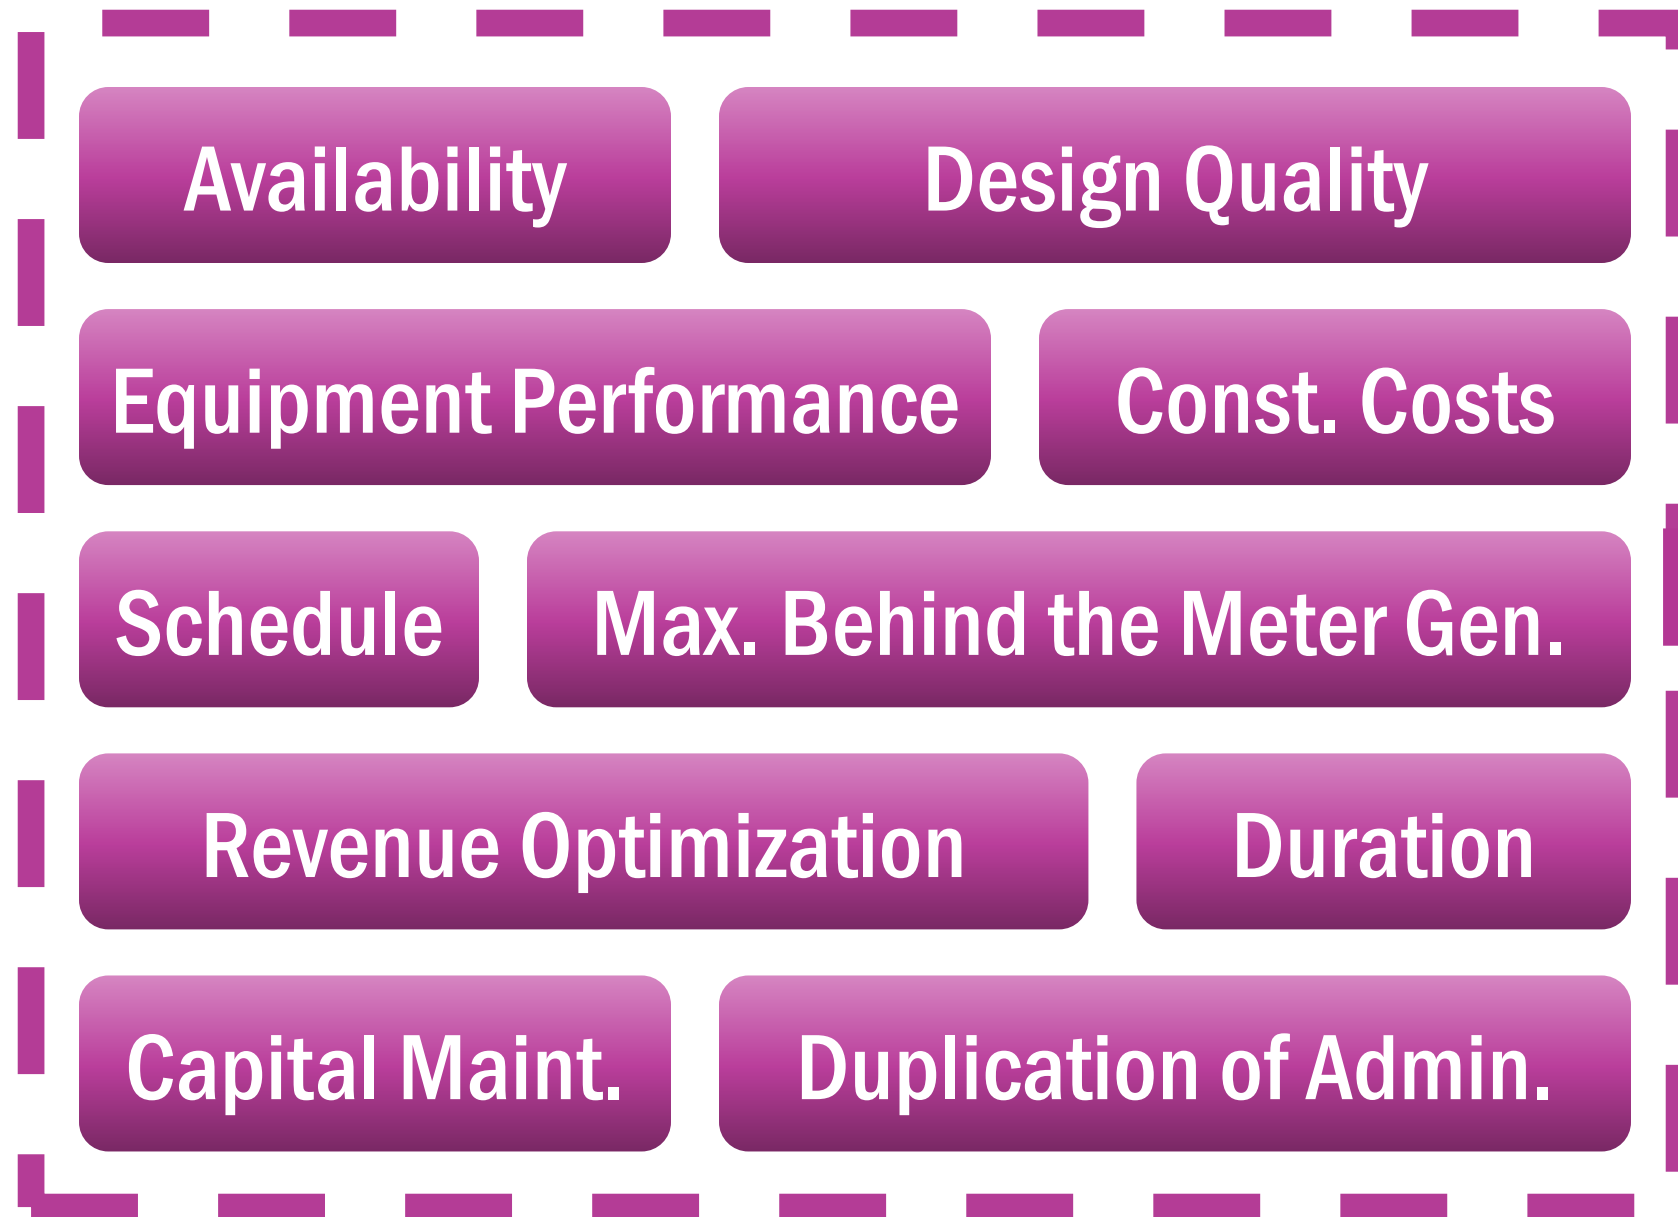 Availability
Design Quality
Equipment Performance
Const. Costs
Schedule
Max. Behind the Meter Gen.
Revenue Optimization
Duration
Capital Maint.
Duplication of Admin.